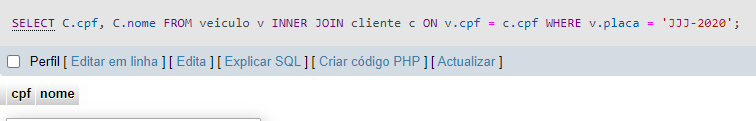 SELECT C.cpf, C.nome FROM veiculo v INNER JOIN cliente c ON v.cpf = c.cpf WHERE v.placa = 'JJJ-2020';
Perfil [ Editar em linha ] [ Edita ] [ Explicar SQL ] [ Criar código PHP ] [ Actualizar ]
cpf nome